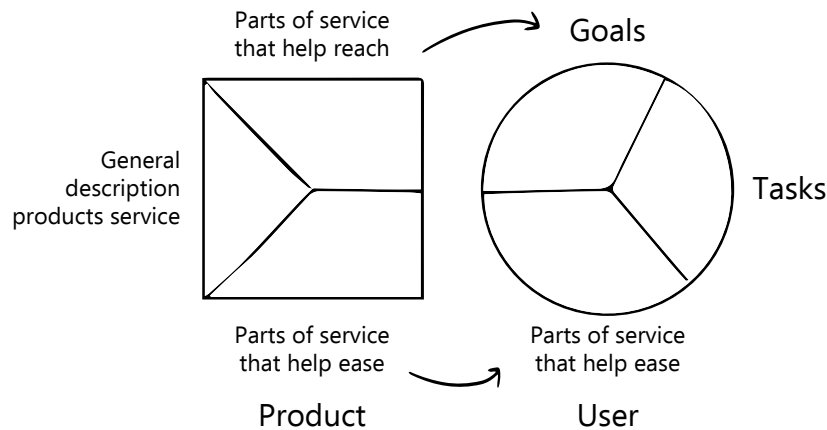 Parts of service
that help reach
Goals
General
description
products service
Tasks
Parts of service
that help ease
Parts of service
that help ease
Product
User